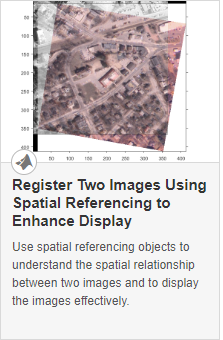 50
100
150
200
250
300
350
400
50 100 150 200 250 300 350 400
Register Two Images Using
Spatial Referencing to
Enhance Display
Use spatial referencing objects to
understand the spatial relationship
between two images and to display
the images effectively.